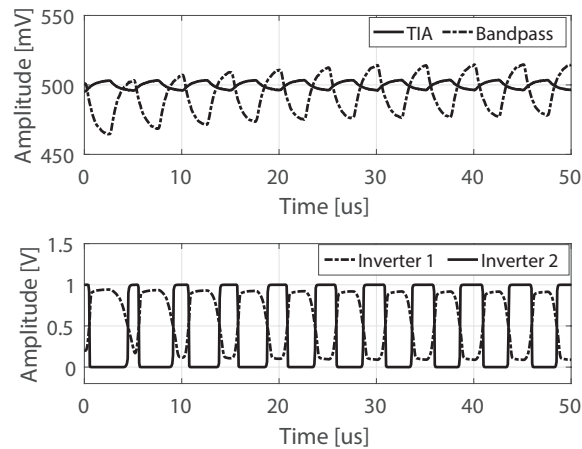 550
500
450
Amplitude [mV]
TIA Bandpass
0 10 20 30 40 50
Time [us]
1.5
1
0.5
0
Amplitude [V]
Inverter 1 Inverter 2
0 10 20 30 40 50
Time [us]